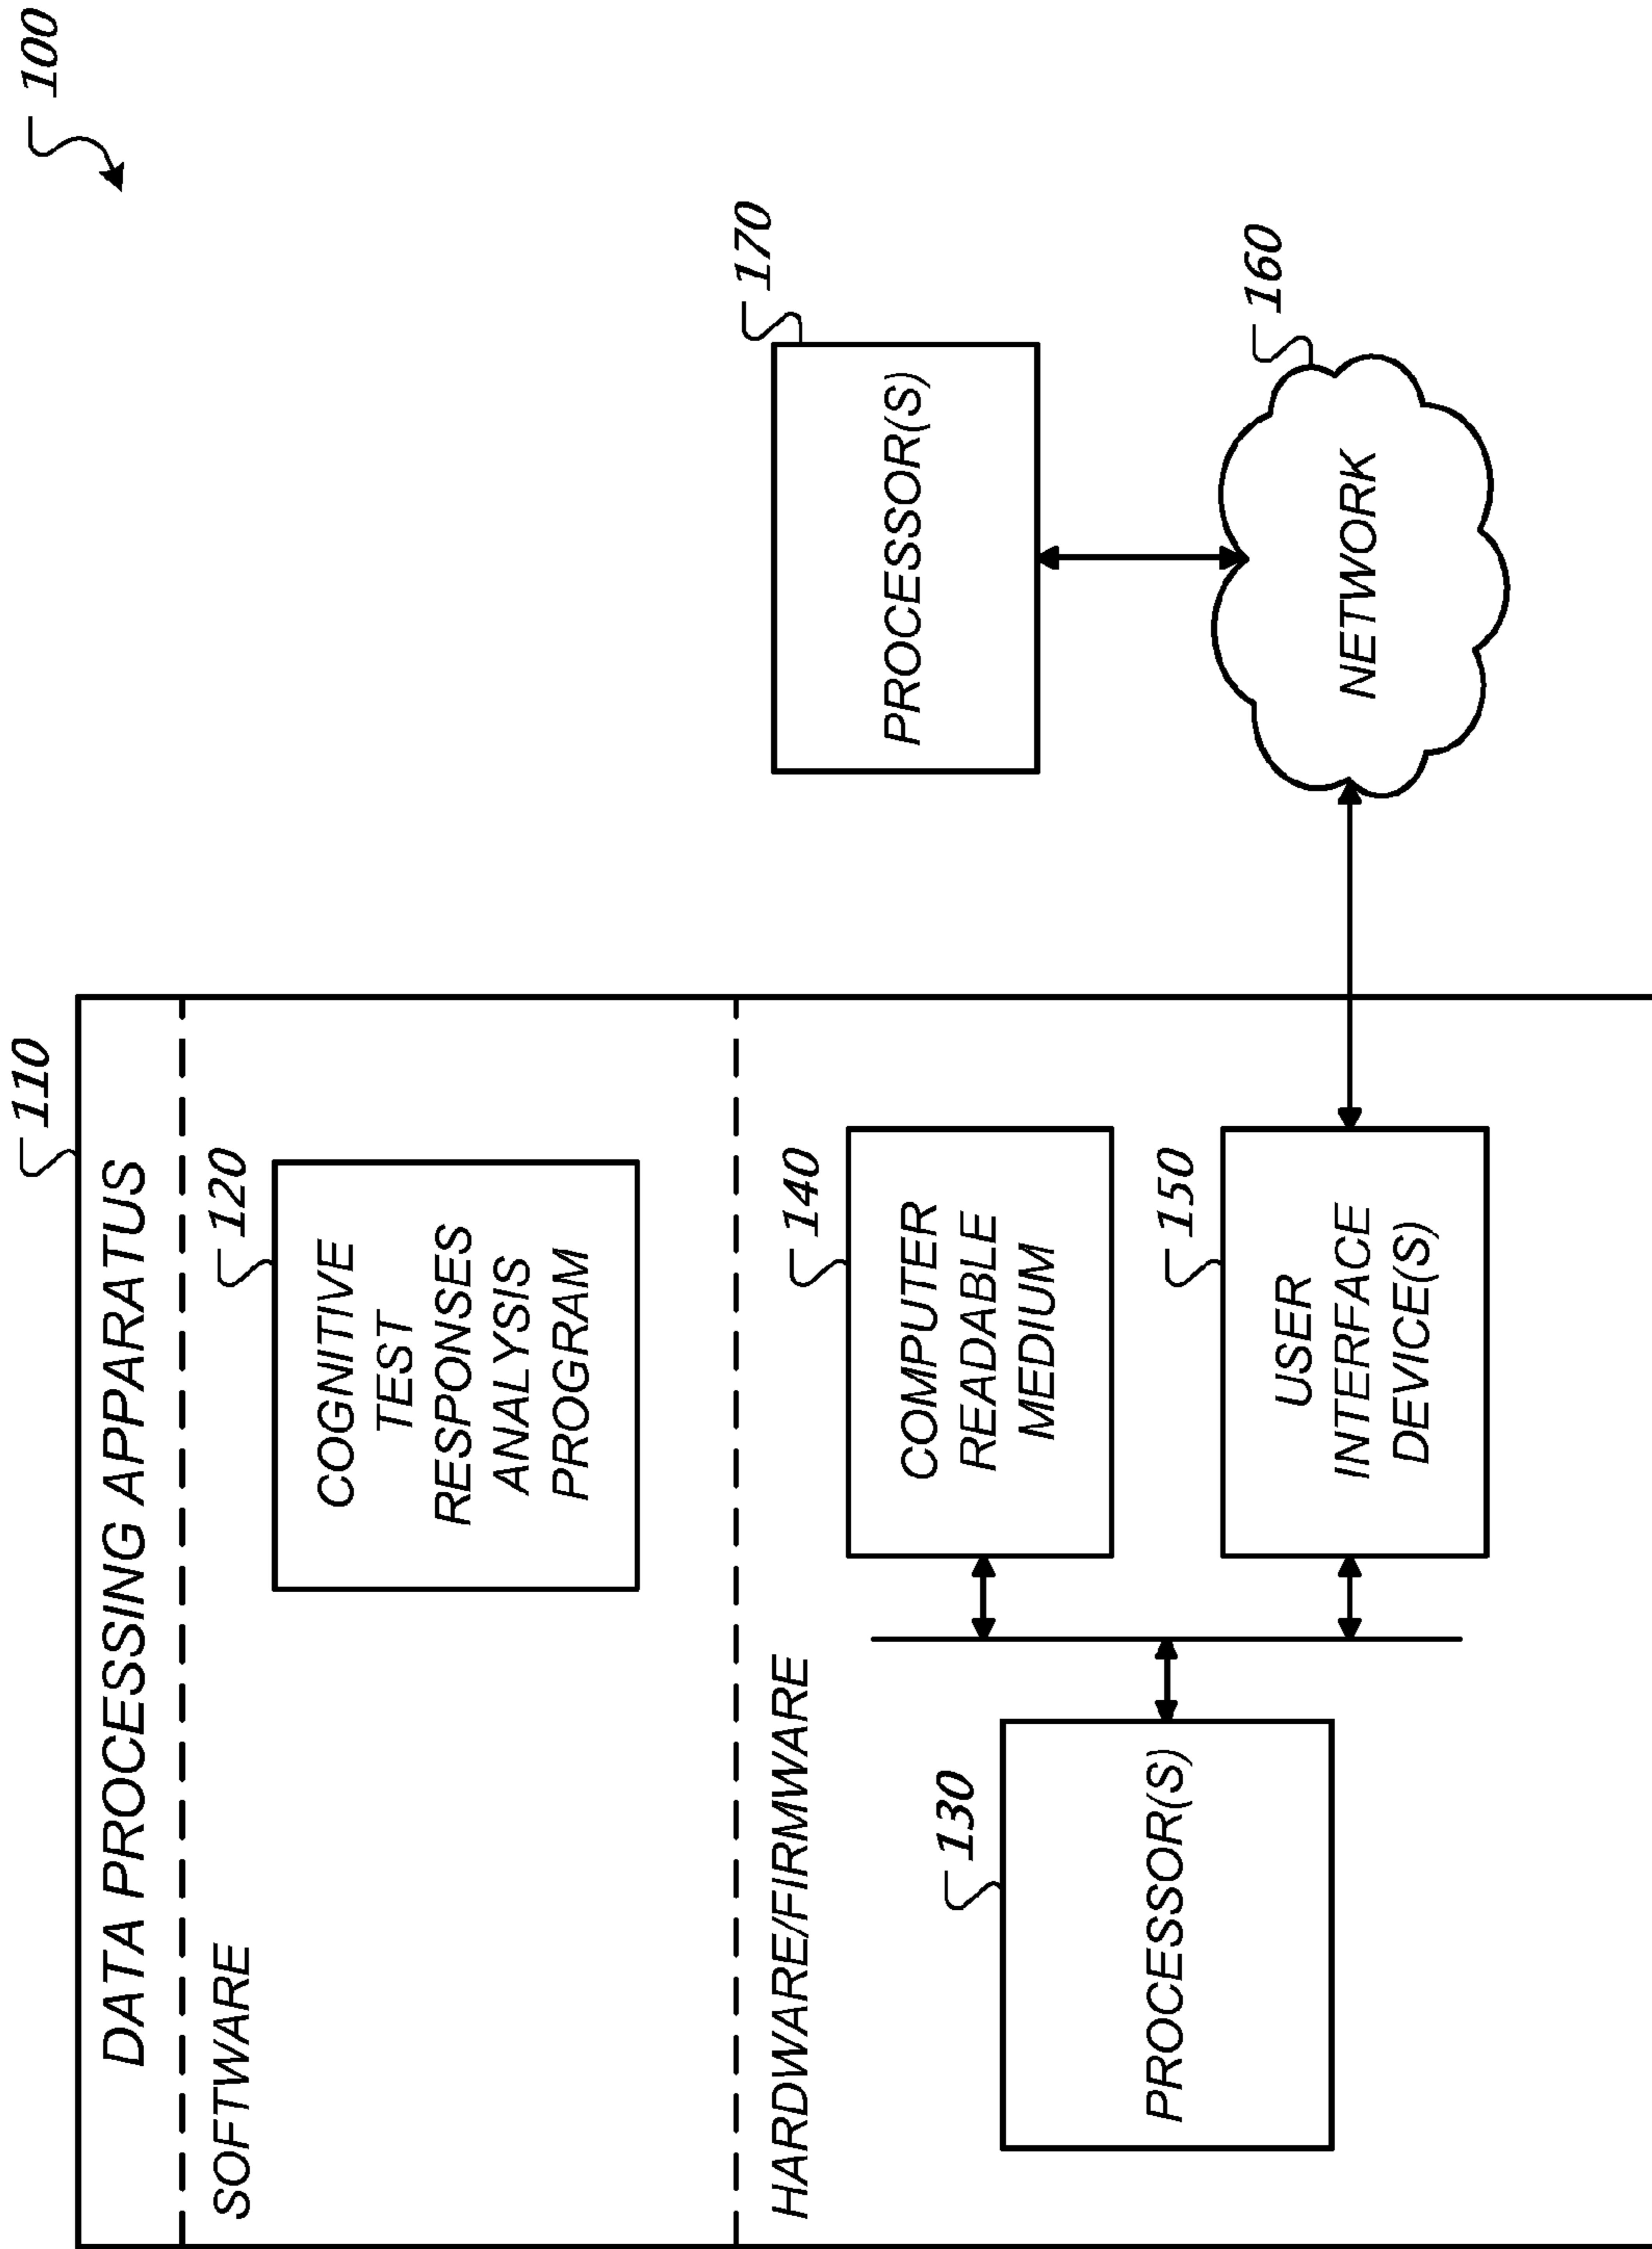 100
110
DATA PROCESSING APPARATUS
SOFTWARE
120
COGNITIVE
TEST
RESPONSES
ANALYSIS
PROGRAM
HARDWARE/FIRMWARE
130
PROCESSOR(S)
140
COMPUTER
READABLE
MEDIUM
150
USER
INTERFACE
DEVICE(S)
170
PROCESSOR(S)
160
NETWORK